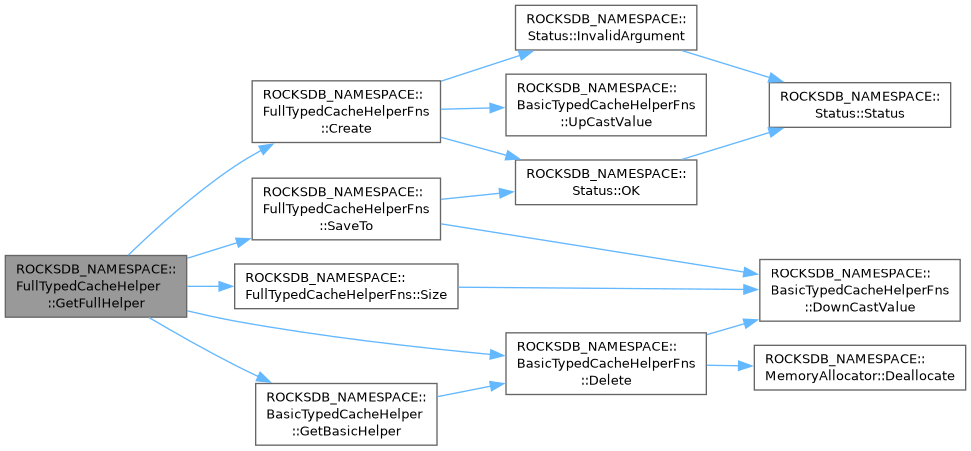 ROCKSDB_NAMESPACE::
FullTypedCacheHelper
::GetFullHelper
ROCKSDB_NAMESPACE::
FullTypedCacheHelperFns
::Create
ROCKSDB_NAMESPACE::
Status::InvalidArgument
ROCKSDB_NAMESPACE::
Status::Status
ROCKSDB_NAMESPACE::
BasicTypedCacheHelperFns
::UpCastValue
ROCKSDB_NAMESPACE::
Status::OK
ROCKSDB_NAMESPACE::
FullTypedCacheHelperFns
::SaveTo
ROCKSDB_NAMESPACE::
BasicTypedCacheHelperFns
::DownCastValue
ROCKSDB_NAMESPACE::
FullTypedCacheHelperFns::Size
ROCKSDB_NAMESPACE::
BasicTypedCacheHelperFns
::Delete
ROCKSDB_NAMESPACE::
MemoryAllocator::Deallocate
ROCKSDB_NAMESPACE::
BasicTypedCacheHelper
::GetBasicHelper